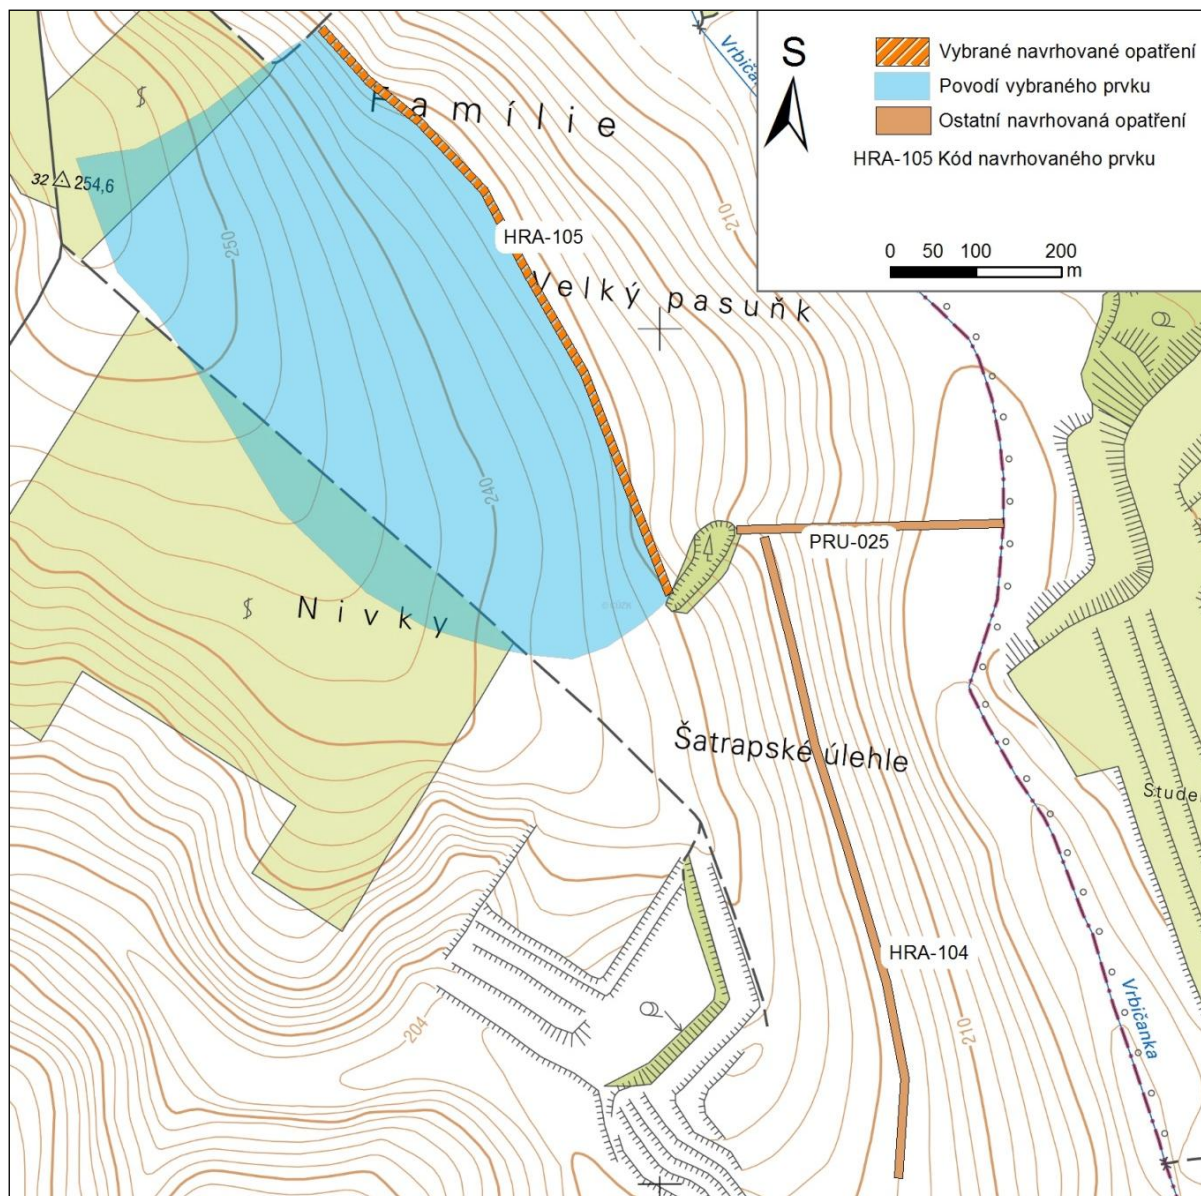 Vrbiča
S
Vybrané navrhované opatření
Povodí vybraného prvku
Ostatní navrhovaná opatření
HRA-105 Kód navrhovaného prvku
0 50 100 200
m
Famílie
32 254,6
210
250
HRA-105
Velký pasuňk
240
PRU-025
© ČÚZK
Nivky
Šatrapské úlehle
Stude
HRA-104
204
210
Vrbičanka